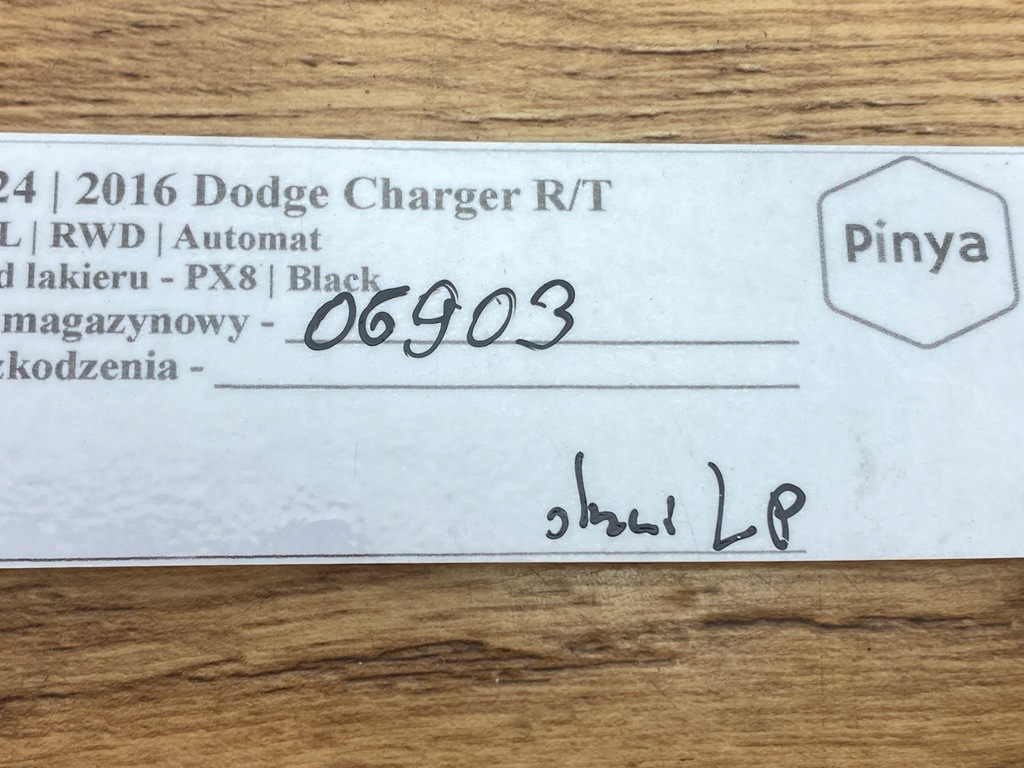 24 | 2016 Dodge Charger R/T
L | RWD | Automat
d lakieru - PX8 | Black
magazynowy - 06903
zkodzenia -
Pinya
LP